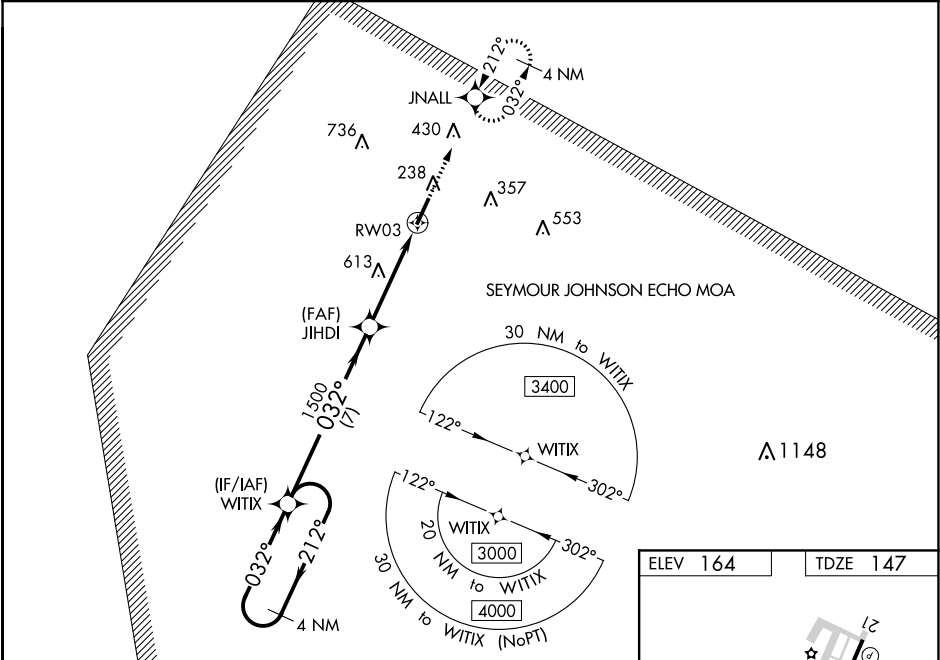 212°
4 NM
032°
JNALL
736
430
238
357
RW03
553
613
SEYMOUR JOHNSON ECHO MOA
(FAF)
JIHDI
30 NM to WITIX
3400
1500
032°
(7)
122°
WITIX
302°
1148
(IF/IAF)
WITIX
122°
WITIX
302°
20 NM to WITIX
3000
30 NM to WITIX (NoPT)
4000
032°
212°
4 NM
ELEV 164
TDZE 147
21
P